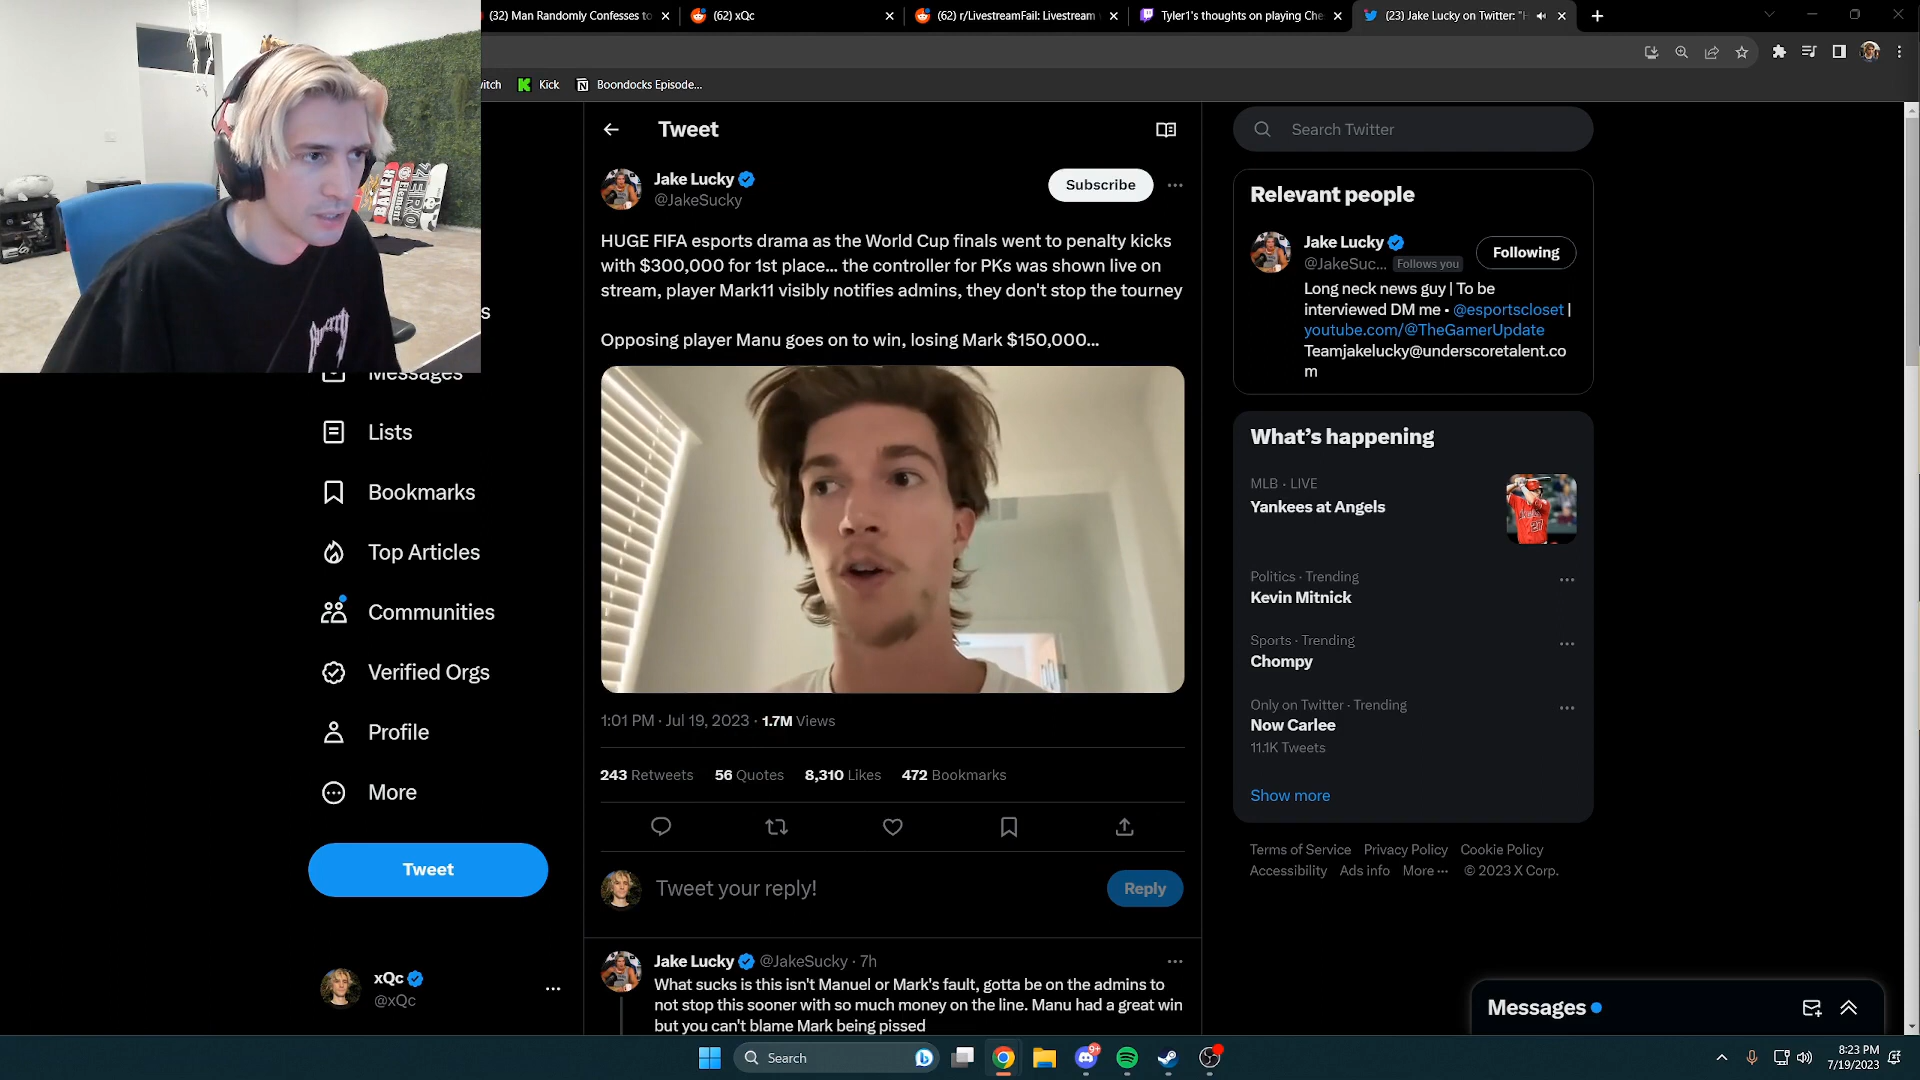 (32) Man Randomly Confesses to
(62) xQc
(62) r/LivestreamFail: Livestream
Tyler1's thoughts on playing Che
(23) Jake Lucky on Twitter: "H
itch
Kick
Boondocks Episode...
BAKER
Element
ZERO
s
Messages
Lists
Bookmarks
Top Articles
Communities
Verified Orgs
Profile
More
Tweet
xQc
@xQc
Tweet
Jake Lucky
@JakeSucky
Subscribe
HUGE FIFA esports drama as the World Cup finals went to penalty kicks
with $300,000 for 1st place... the controller for PKs was shown live on
stream, player Mark11 visibly notifies admins, they don't stop the tourney
Opposing player Manu goes on to win, losing Mark $150,000...
1:01 PM · Jul 19, 2023 · 1.7M Views
243 Retweets 56 Quotes 8,310 Likes 472 Bookmarks
Tweet your reply!
Reply
Jake Lucky @JakeSucky · 7h
What sucks is this isn't Manuel or Mark's fault, gotta be on the admins to
not stop this sooner with so much money on the line. Manu had a great win
but you can't blame Mark being pissed
Search Twitter
Relevant people
Jake Lucky
@JakeSuc... Follows you
Following
Long neck news guy | To be
interviewed DM me • @esportscloset |
youtube.com/@TheGamerUpdate
Teamjakelucky@underscoretalent.co
m
What's happening
MLB · LIVE
Yankees at Angels
Politics · Trending
Kevin Mitnick
Sports · Trending
Chompy
Only on Twitter · Trending
Now Carlee
11.1K Tweets
Show more
Terms of Service Privacy Policy Cookie Policy
Accessibility Ads info More ··· © 2023 X Corp.
Messages
Search
9+
8:23 PM
7/19/2023